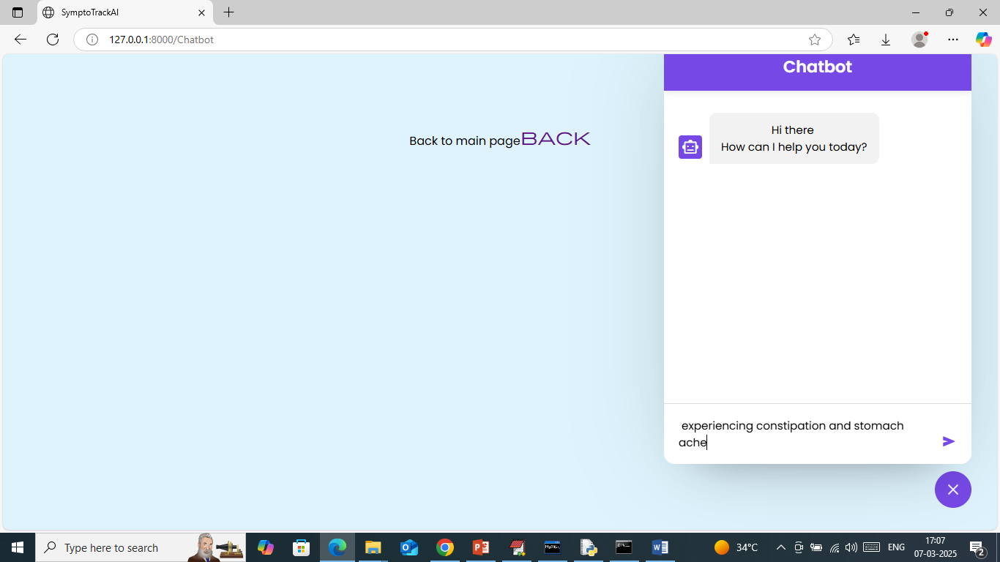 SymptoTrackAI
127.0.0.1:8000/Chatbot
Chatbot
Hi there
How can I help you today?
Back to main pageBACK
experiencing constipation and stomach
ache
Type here to search
34°C
ENG
17:07
07-03-2025
2